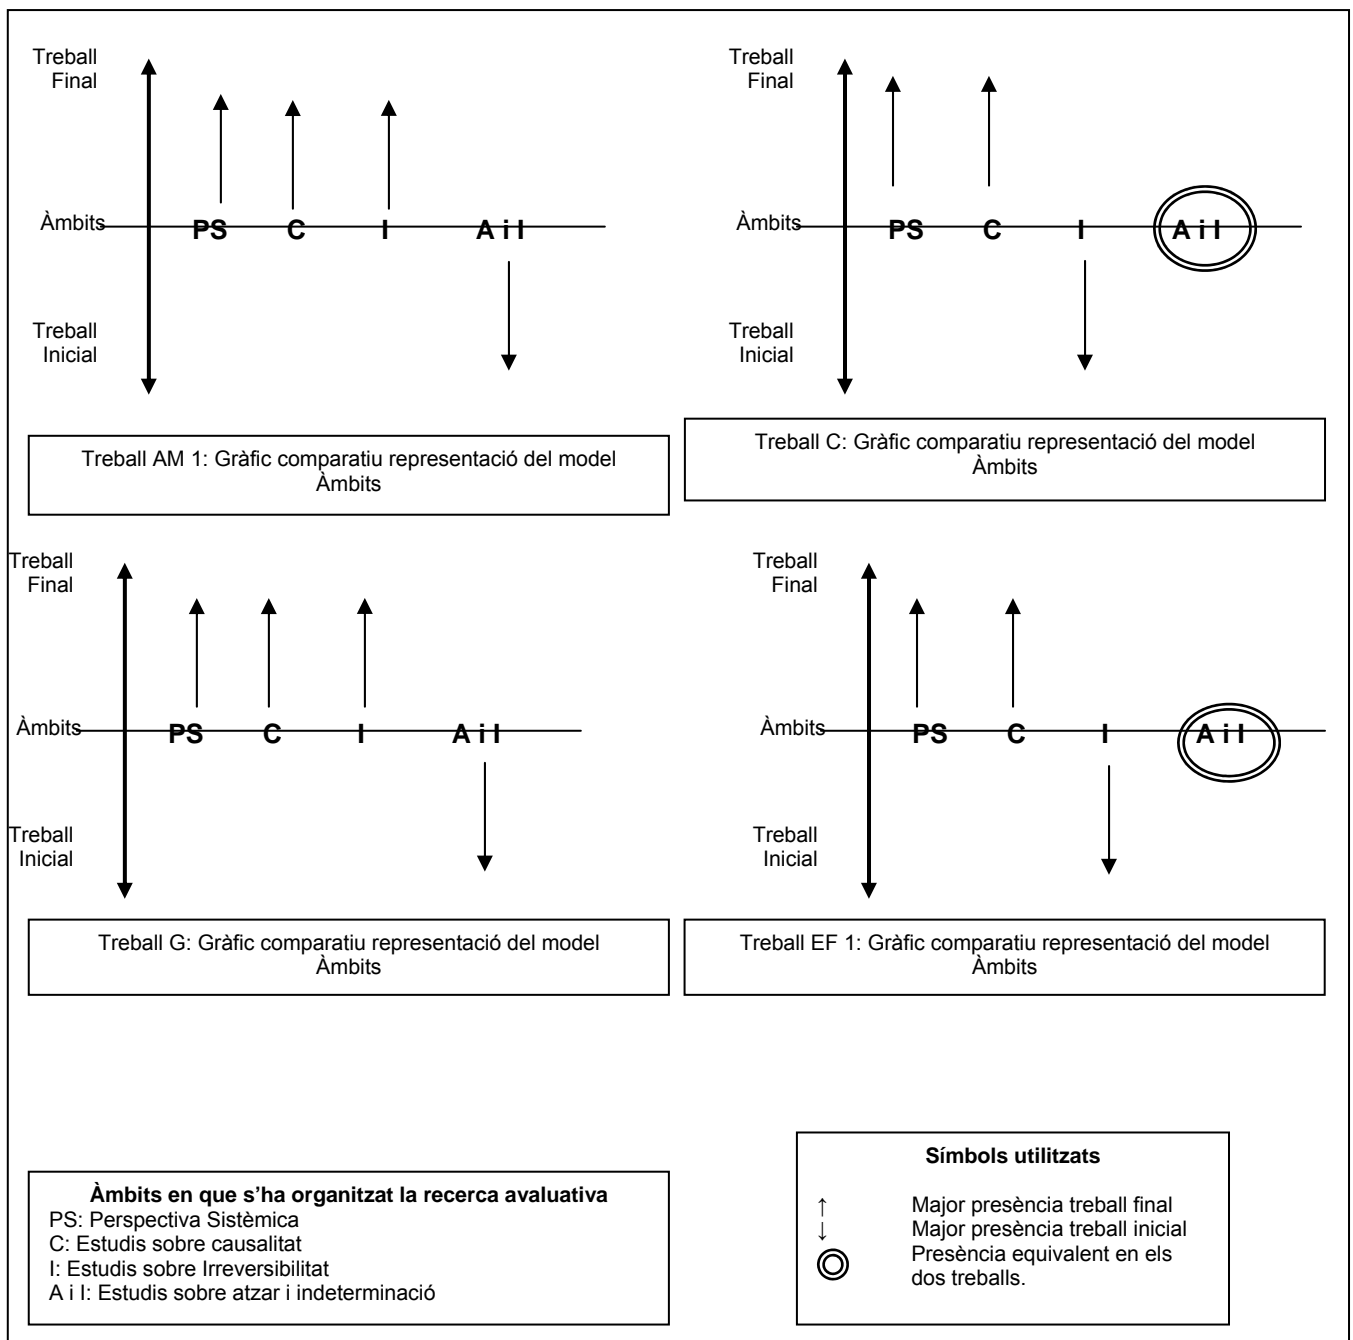 Treball
Final
Àmbits
PS C I A i I
Treball
Inicial
Treball AM 1: Gràfic comparatiu representació del model
Àmbits
Treball
Final
Àmbits
PS C I A i I
Treball
Inicial
Treball C: Gràfic comparatiu representació del model
Àmbits
Treball
Final
Àmbits
PS C I A i I
Treball
Inicial
Treball G: Gràfic comparatiu representació del model
Àmbits
Treball
Final
Àmbits
PS C I A i I
Treball
Inicial
Treball EF 1: Gràfic comparatiu representació del model
Àmbits
Àmbits en que s’ha organitzat la recerca avaluativa
PS: Perspectiva Sistèmica
C: Estudis sobre causalitat
I: Estudis sobre Irreversibilitat
A i I: Estudis sobre atzar i indeterminació
Símbols utilitzats
↑ Major presència treball final
↓ Major presència treball inicial
Presència equivalent en els
dos treballs.